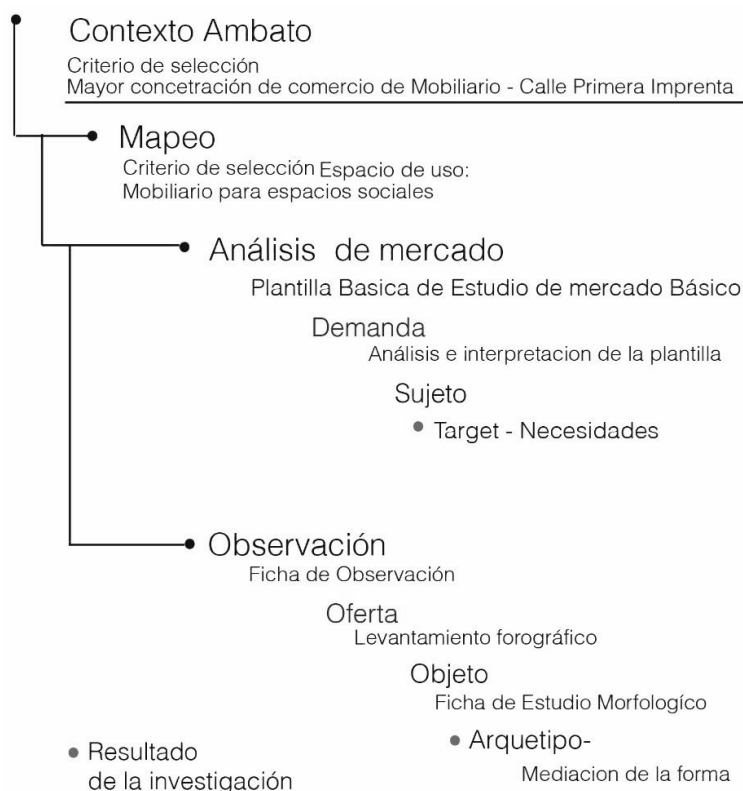 Contexto Ambato
Criterio de selección
Mayor concetración de comercio de Mobiliario - Calle Primera Imprenta
Mapeo
Criterio de selección Espacio de uso:
Mobiliario para espacios sociales
Análisis de mercado
Plantilla Basica de Estudio de mercado Básico
Demanda
Análisis e interpretacion de la plantilla
Sujeto
Target - Necesidades
Observación
Ficha de Observación
Oferta
Levantamiento forográfico
Objeto
Ficha de Estudio Morfologíco
Arquetipo-
Mediacion de la forma
Resultado
de la investigación